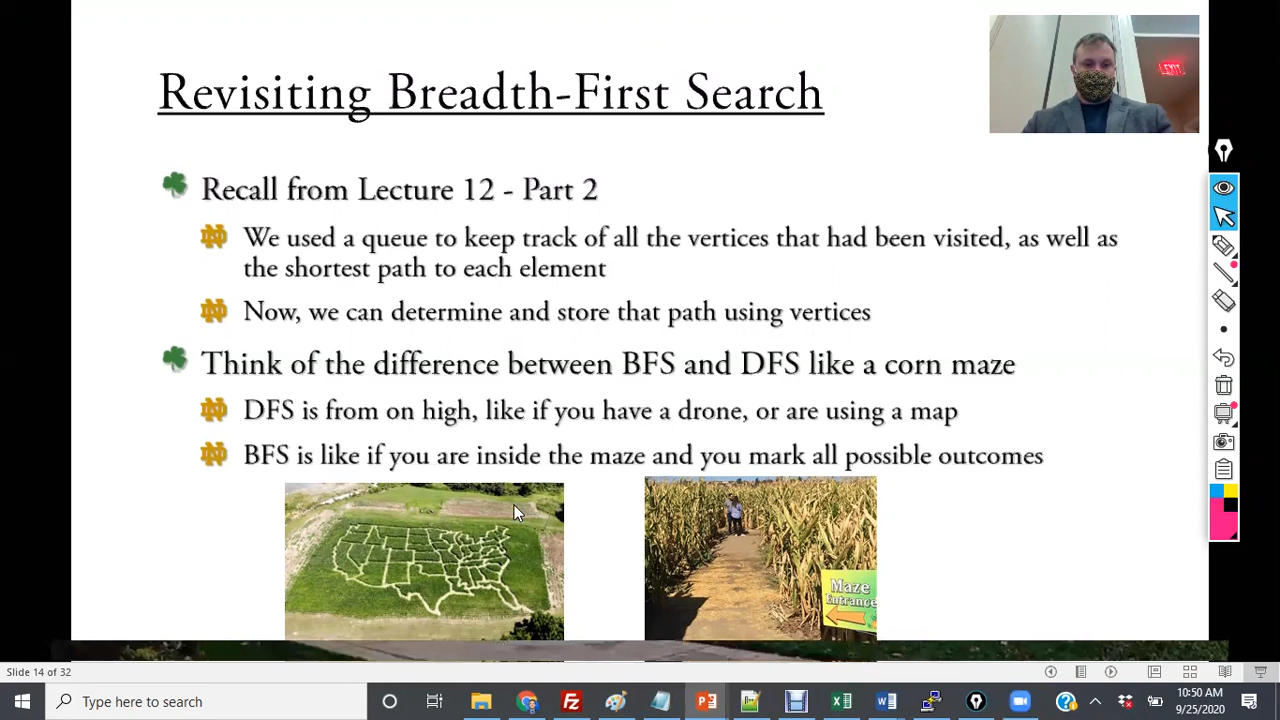 Revisiting Breadth-First Search
EXIT
Recall from Lecture 12 - Part 2
We used a queue to keep track of all the vertices that had been visited, as well as
the shortest path to each element
Now, we can determine and store that path using vertices
Think of the difference between BFS and DFS like a corn maze
DFS is from on high, like if you have a drone, or are using a map
BFS is like if you are inside the maze and you mark all possible outcomes
Maze
Entrance
Slide 14 of 32
Type here to search
10:50 AM
9/25/2020